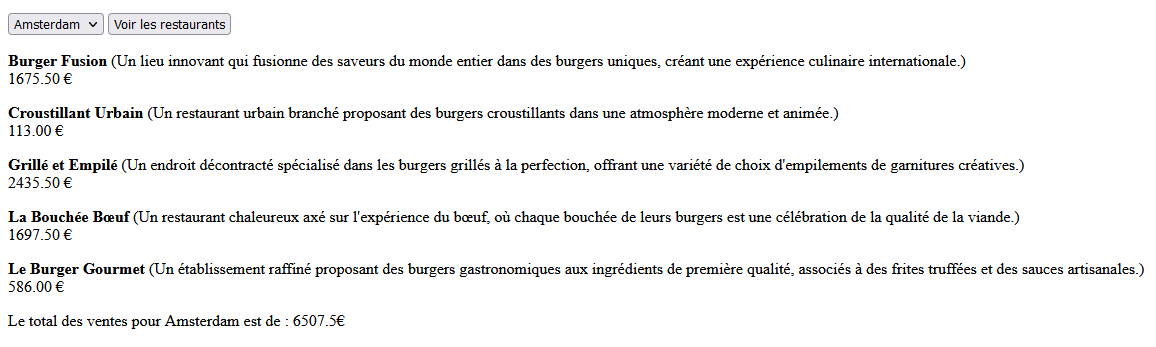 Amsterdam Voir les restaurants
Burger Fusion (Un lieu innovant qui fusionne des saveurs du monde entier dans des burgers uniques, créant une expérience culinaire internationale.)
1675.50 €
Croustillant Urbain (Un restaurant urbain branché proposant des burgers croustillants dans une atmosphère moderne et animée.)
113.00 €
Grillé et Empilé (Un endroit décontracté spécialisé dans les burgers grillés à la perfection, offrant une variété de choix d'empilements de garnitures créatives.)
2435.50 €
La Bouchée Bœuf (Un restaurant chaleureux axé sur l'expérience du bœuf, où chaque bouchée de leurs burgers est une célébration de la qualité de la viande.)
1697.50 €
Le Burger Gourmet (Un établissement raffiné proposant des burgers gastronomiques aux ingrédients de première qualité, associés à des frites truffées et des sauces artisanales.)
586.00 €
Le total des ventes pour Amsterdam est de : 6507.5€